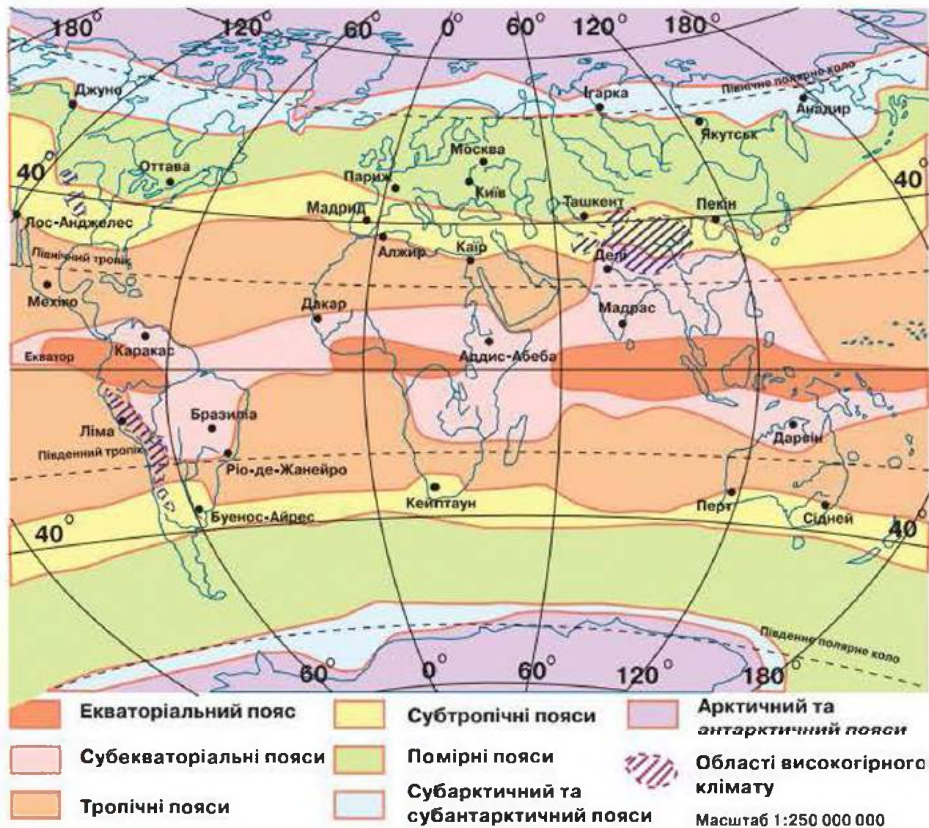 180° 120° 60° 0° 60° 120° 180°
Північне полярне коло
Джуно
Ігарка
Анадир
Якутськ
Москва
Оттава
Париж
Київ
40°
40°
Мадрид
Ташкент
Пекін
Лос-Анджелес
Алжир
Каїр
Північний тропік
Делі
Мехіко
Дакар
Мадрас
Каракас
Аддис-Абеба
Екватор
Бразиліа
Ліма
Дарвін
Південний тропік
Ріо-де-Жанейро
Кейптаун
Перт
Буенос-Айрес
Сідней
40°
40°
Південне полярне коло
60° 0° 60° 120° 180°
Екваторіальний пояс
Субекваторіальні пояси
Тропічні пояси
Субтропічні пояси
Помірні пояси
Субарктичний та
субантарктичний пояси
Арктичний та
антарктичний пояси
Області високогірного
клімату
Масштаб 1:250 000 000